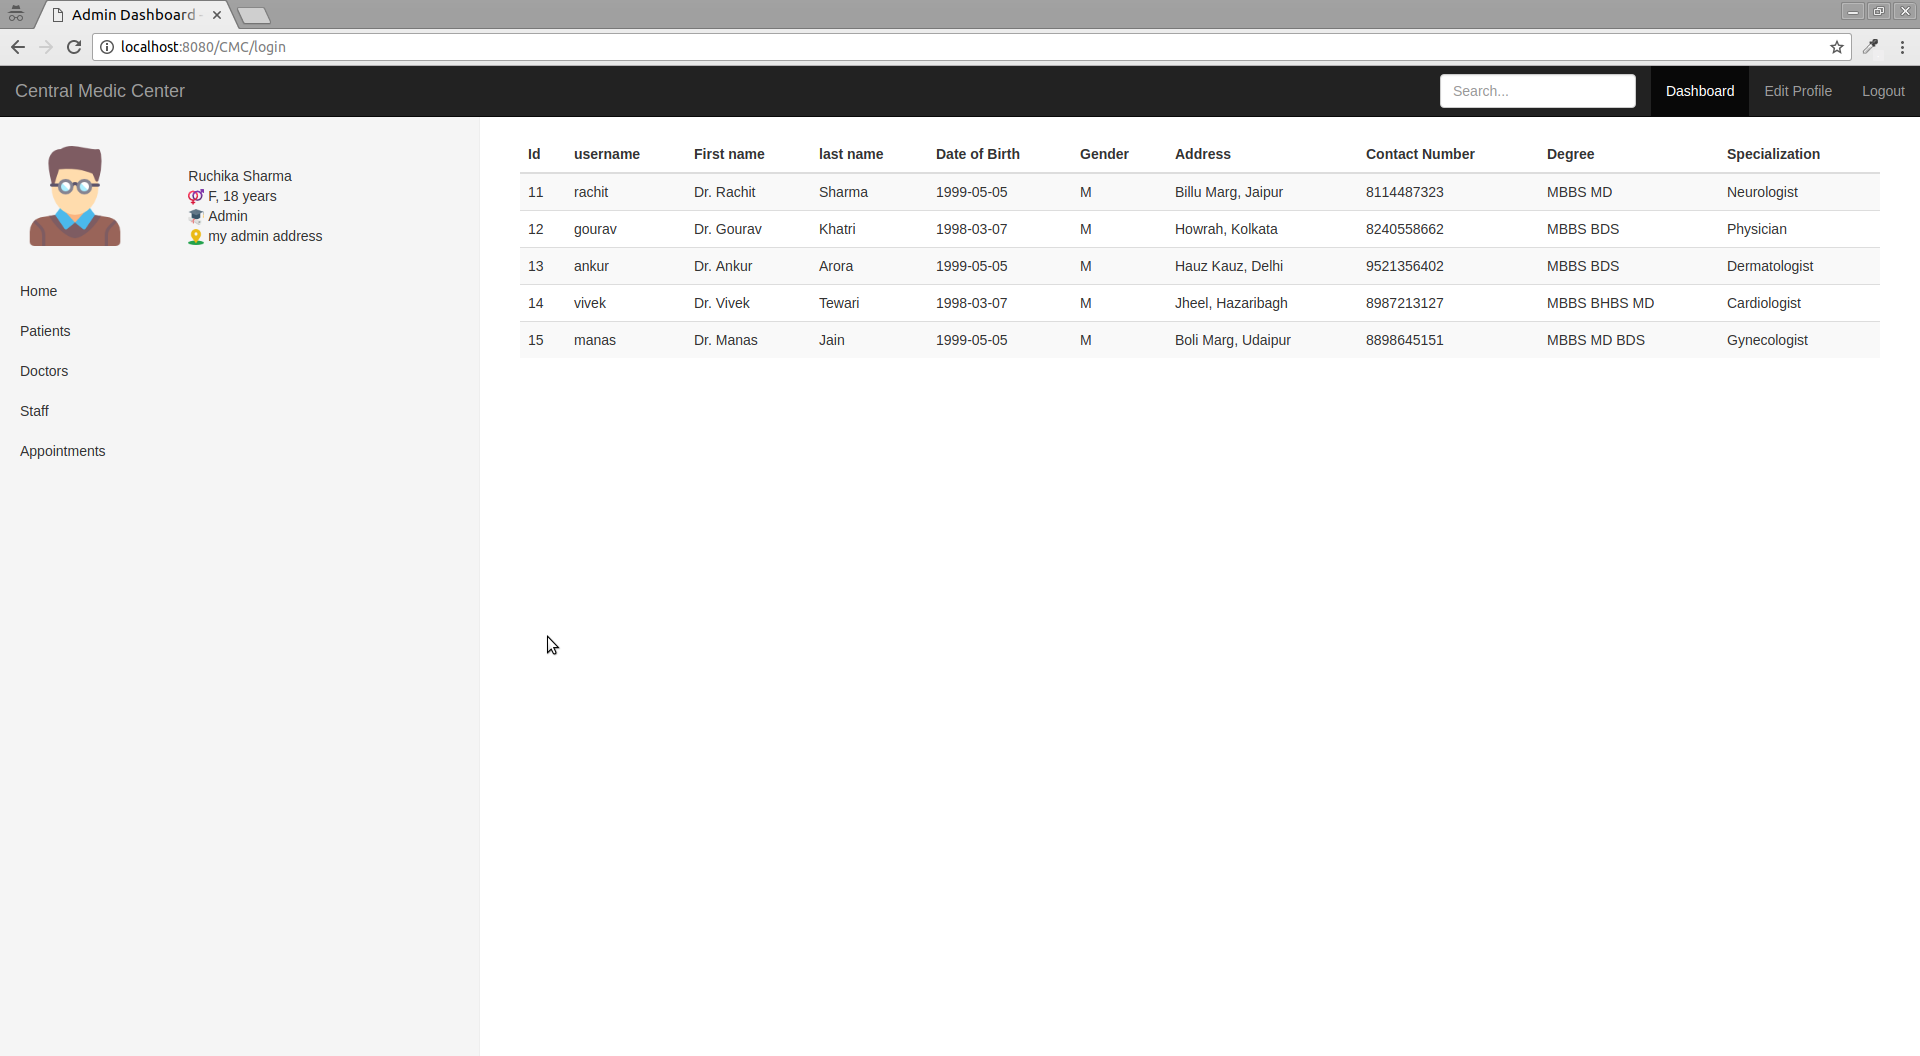 Admin Dashboard -
localhost:8080/CMC/login
Central Medic Center Search... Dashboard Edit Profile Logout
Ruchika Sharma
F, 18 years
Admin
my admin address
Home
Patients
Doctors
Staff
Appointments
Id username First name last name Date of Birth Gender Address Contact Number Degree Specialization
11 rachit Dr. Rachit Sharma 1999-05-05 M Billu Marg, Jaipur 8114487323 MBBS MD Neurologist
12 gourav Dr. Gourav Khatri 1998-03-07 M Howrah, Kolkata 8240558662 MBBS BDS Physician
13 ankur Dr. Ankur Arora 1999-05-05 M Hauz Kauz, Delhi 9521356402 MBBS BDS Dermatologist
14 vivek Dr. Vivek Tewari 1998-03-07 M Jheel, Hazaribagh 8987213127 MBBS BHBS MD Cardiologist
15 manas Dr. Manas Jain 1999-05-05 M Boli Marg, Udaipur 8898645151 MBBS MD BDS Gynecologist